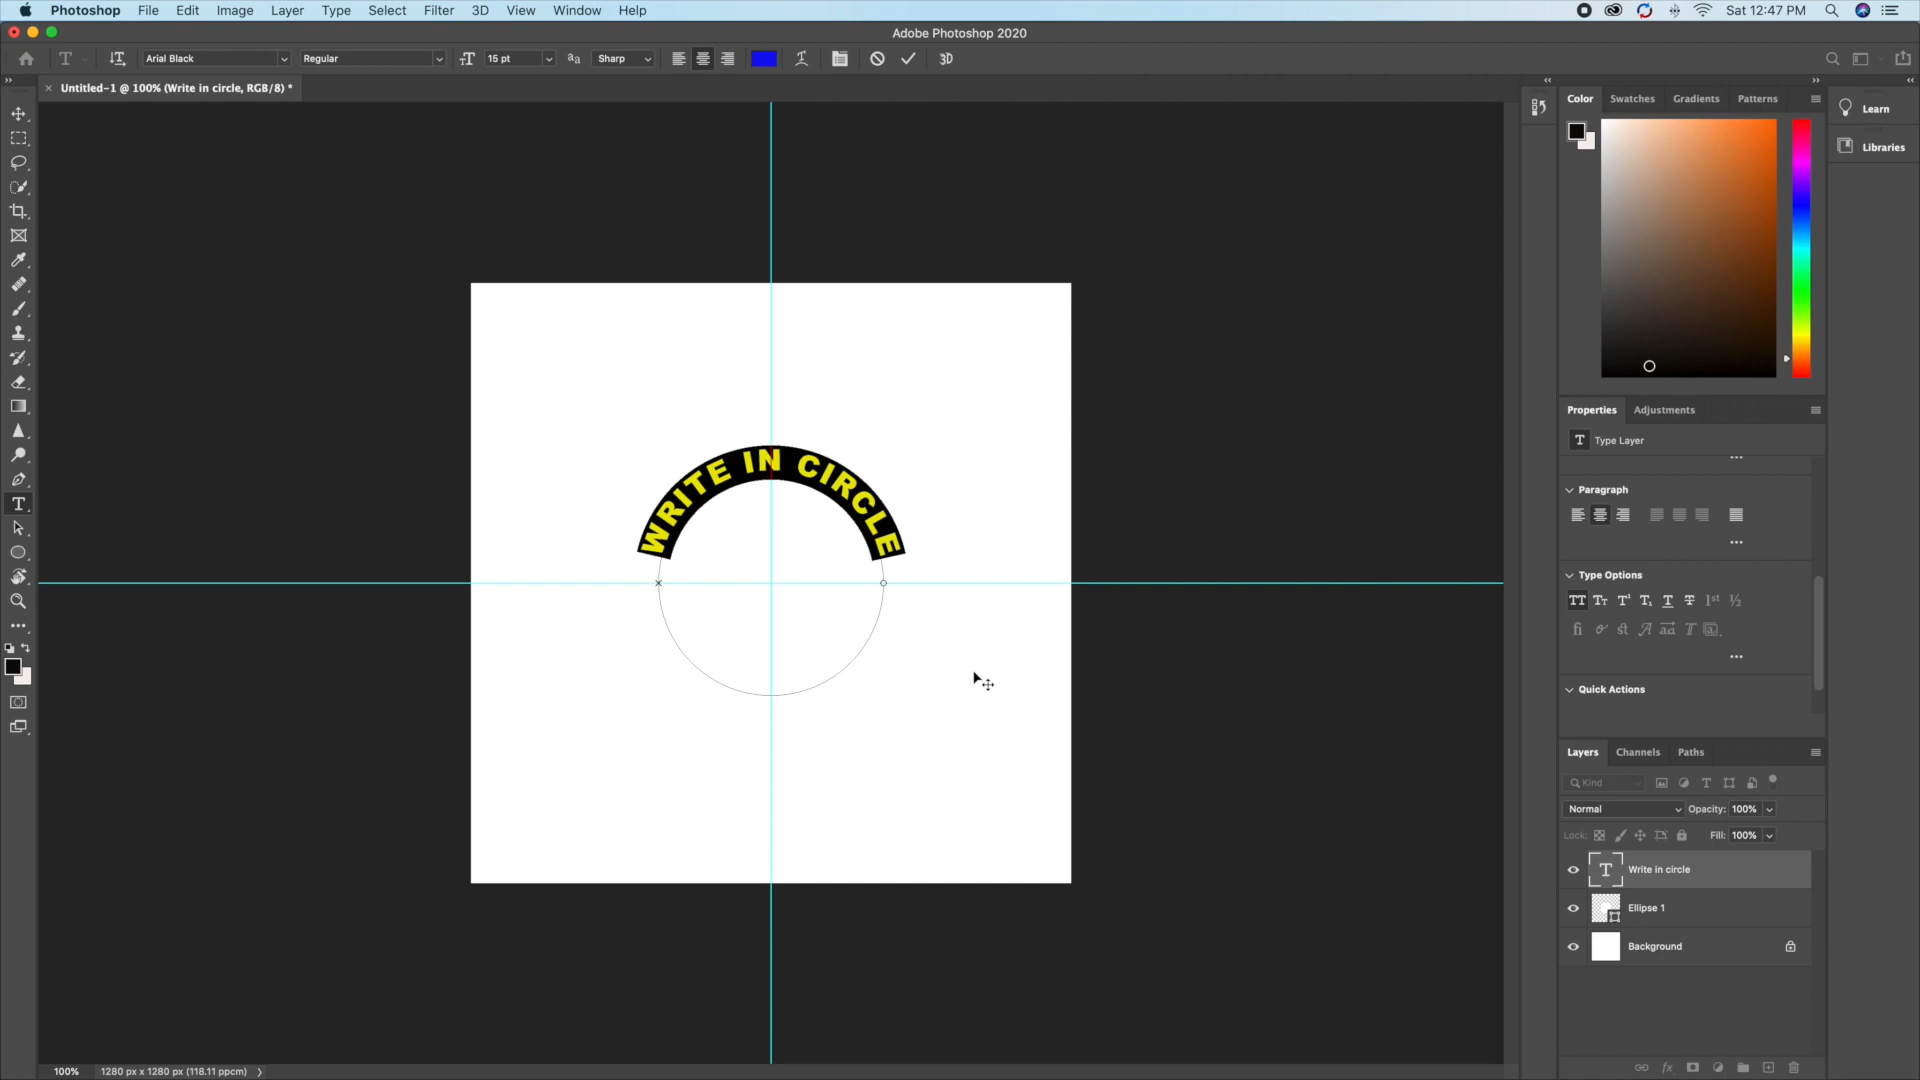 Photoshop File Edit Image Layer Type Select Filter 3D View Window Help Sat 12:47 PM
Adobe Photoshop 2020
Arial Black Regular 15 pt Sharp 3D
Untitled-1 @ 100% (Write in circle, RGB/8) *
Color Swatches Gradients Patterns
Learn
Libraries
WRITE IN CIRCLE
Properties Adjustments
Type Layer
Paragraph
Type Options
1st ½
Quick Actions
Layers Channels Paths
Kind
Normal Opacity: 100%
Lock: Fill: 100%
Write in circle
Ellipse 1
Background
100% 1280 px x 1280 px (118.11 ppcm)